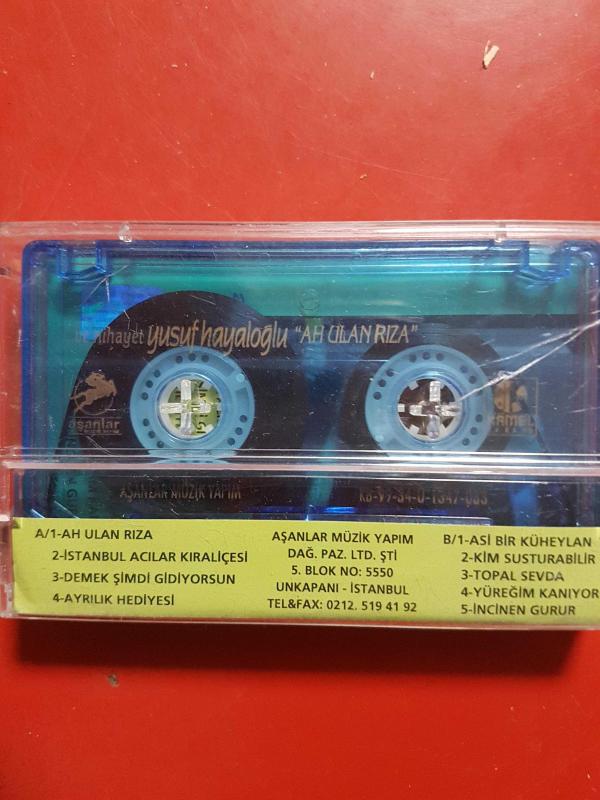 nihayet yusuf hayaloğlu "AH ULAN RIZA"
aşanlar
AŞANLAR MÜZİK YAPIM
A/1-AH ULAN RIZA
2-İSTANBUL ACILAR KIRALİÇESİ
3-DEMEK ŞİMDİ GİDİYORSUN
4-AYRILIK HEDİYESİ
AŞANLAR MÜZİK YAPIM
DAĞ. PAZ. LTD. ŞTİ
5. BLOK NO: 5550
UNKAPANI - İSTANBUL
TEL&FAX: 0212. 519 41 92
B/1-ASİ BİR KÜHEYLAN
2-KİM SUSTURABİLİR
3-TOPAL SEVDA
4-YÜREĞİM KANIYOR
5-İNCİNEN GURUR